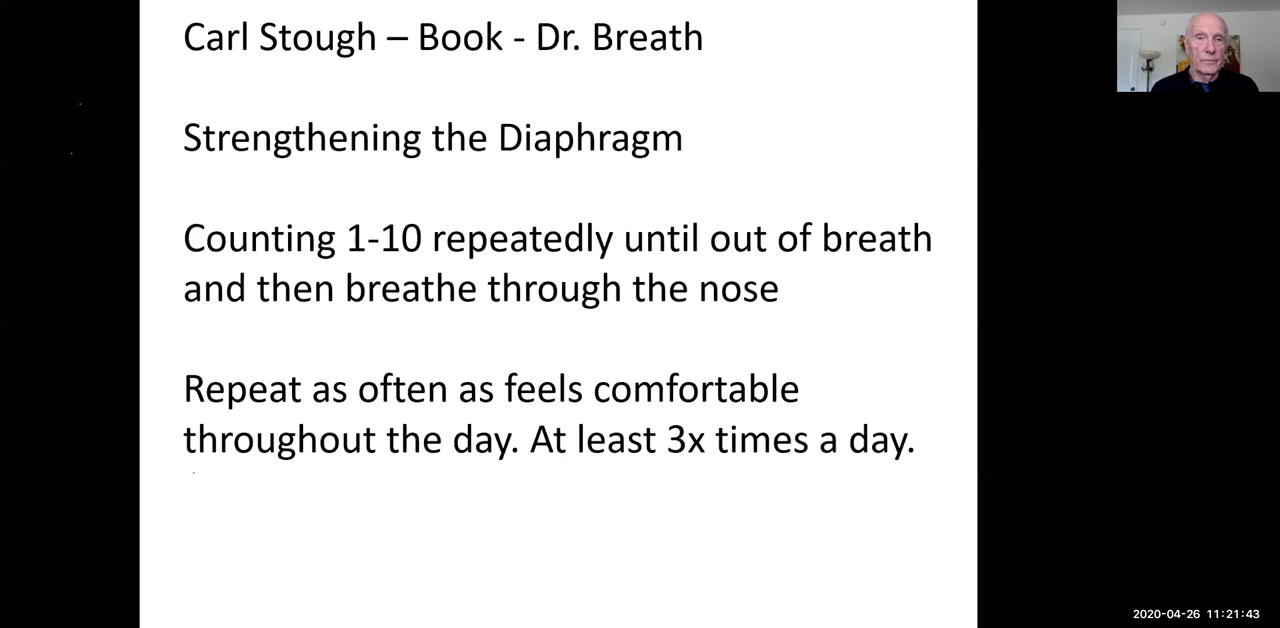 Carl Stough – Book - Dr. Breath
Strengthening the Diaphragm
Counting 1-10 repeatedly until out of breath
and then breathe through the nose
Repeat as often as feels comfortable
throughout the day. At least 3x times a day.
2020-04-26 11:21:43